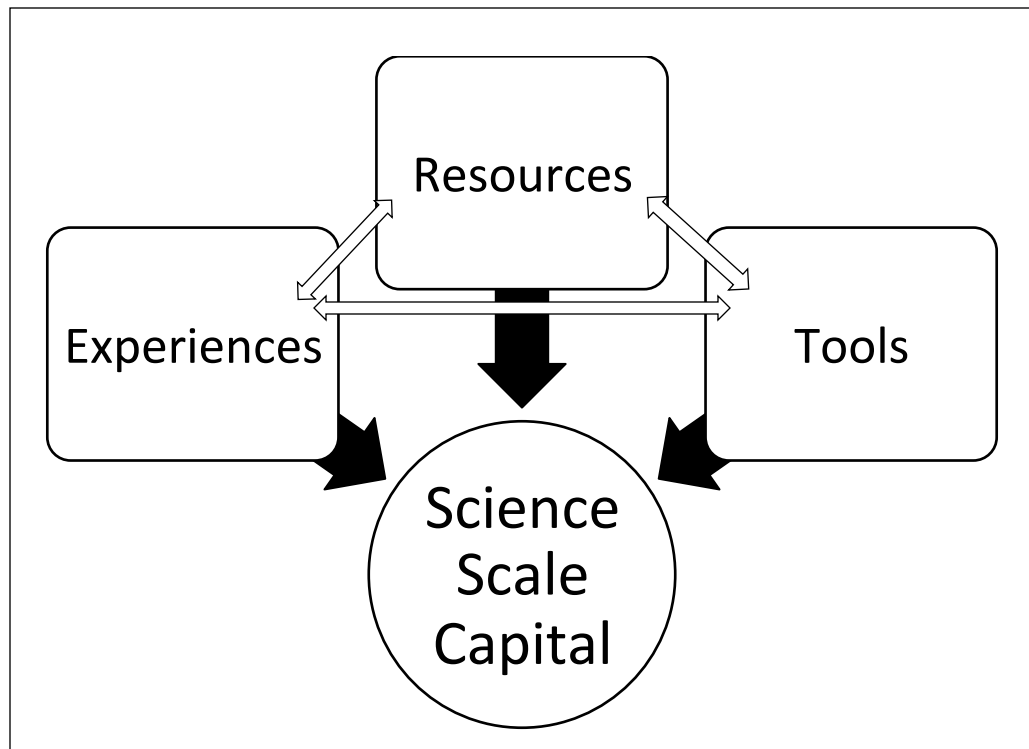 Resources
Experiences
Tools
Science
Scale
Capital